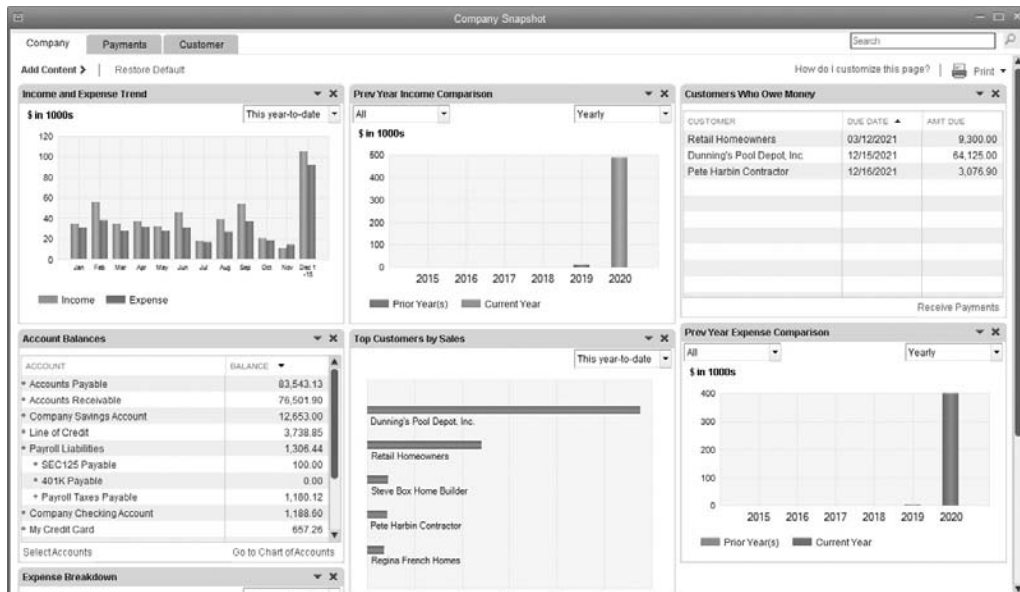 Company Snapshot
Company Payments Customer Search
Add Content Restore Default How do I customize this page? Print
Income and Expense Trend
$ in 1000s This year-to-date
120
100
80
60
40
20
0
Jan Feb Mar Apr May Jun Jul Aug Sep Oct Nov Dec 1
-15
Income Expense
Prev Year Income Comparison
All Yearly
$ in 1000s
500
400
300
200
100
0
2015 2016 2017 2018 2019 2020
Prior Year(s) Current Year
Customers Who Owe Money
CUSTOMER DUE DATE AMT DUE
Retail Homeowners 03/12/2021 9,300.00
Dunning's Pool Depot, Inc. 12/15/2021 64,125.00
Pete Harbin Contractor 12/16/2021 3,076.90
Receive Payments
Account Balances
ACCOUNT BALANCE
Accounts Payable 83,543.13
Accounts Receivable 76,501.90
Company Savings Account 12,653.00
Line of Credit 3,738.85
Payroll Liabilities 1,306.44
SEC125 Payable 100.00
401K Payable 0.00
Payroll Taxes Payable 1,180.12
Company Checking Account 1,188.60
My Credit Card 657.26
Select Accounts Go to Chart of Accounts
Top Customers by Sales
This year-to-date
Dunning's Pool Depot, Inc.
Retail Homeowners
Steve Box Home Builder
Pete Harbin Contractor
Regina French Homes
Prev Year Expense Comparison
All Yearly
$ in 1000s
400
300
200
100
0
2015 2016 2017 2018 2019 2020
Prior Year(s) Current Year
Expense Breakdown